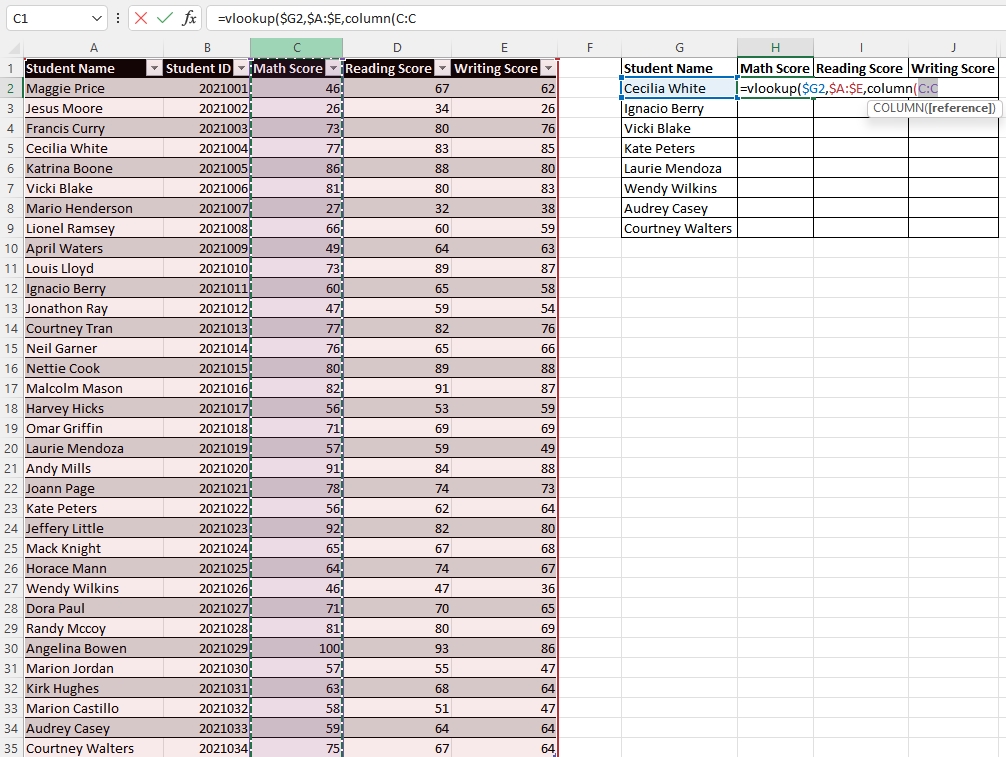 C1 fx =vlookup($G2,$A:$E,column(C:C
A B C D E F G H I J
1 Student Name Student ID Math Score Reading Score Writing Score Student Name Math Score Reading Score Writing Score
2 Maggie Price 2021001 46 67 62 Cecilia White =vlookup($G2,$A:$E,column(C:C
3 Jesus Moore 2021002 26 34 26 Ignacio Berry COLUMN([reference])
4 Francis Curry 2021003 73 80 76 Vicki Blake
5 Cecilia White 2021004 77 83 85 Kate Peters
6 Katrina Boone 2021005 86 88 80 Laurie Mendoza
7 Vicki Blake 2021006 81 80 83 Wendy Wilkins
8 Mario Henderson 2021007 27 32 38 Audrey Casey
9 Lionel Ramsey 2021008 66 60 59 Courtney Walters
10 April Waters 2021009 49 64 63
11 Louis Lloyd 2021010 73 89 87
12 Ignacio Berry 2021011 60 65 58
13 Jonathon Ray 2021012 47 59 54
14 Courtney Tran 2021013 77 82 76
15 Neil Garner 2021014 76 65 66
16 Nettie Cook 2021015 80 89 88
17 Malcolm Mason 2021016 82 91 87
18 Harvey Hicks 2021017 56 53 59
19 Omar Griffin 2021018 71 69 69
20 Laurie Mendoza 2021019 57 59 49
21 Andy Mills 2021020 91 84 88
22 Joann Page 2021021 78 74 73
23 Kate Peters 2021022 56 62 64
24 Jeffery Little 2021023 92 82 80
25 Mack Knight 2021024 65 67 68
26 Horace Mann 2021025 64 74 67
27 Wendy Wilkins 2021026 46 47 36
28 Dora Paul 2021027 71 70 65
29 Randy Mccoy 2021028 81 80 69
30 Angelina Bowen 2021029 100 93 86
31 Marion Jordan 2021030 57 55 47
32 Kirk Hughes 2021031 63 68 64
33 Marion Castillo 2021032 58 51 47
34 Audrey Casey 2021033 59 64 64
35 Courtney Walters 2021034 75 67 64